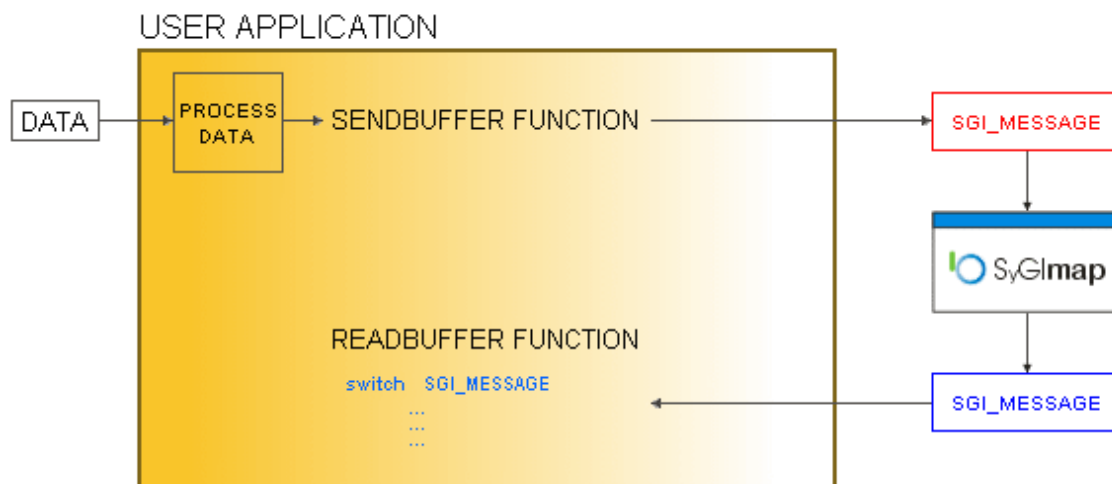 USER APPLICATION
DATA
PROCESS
DATA
SENDBUFFER FUNCTION
SGI_MESSAGE
SyGImap
READBUFFER FUNCTION
switch SGI_MESSAGE
...
...
...
SGI_MESSAGE